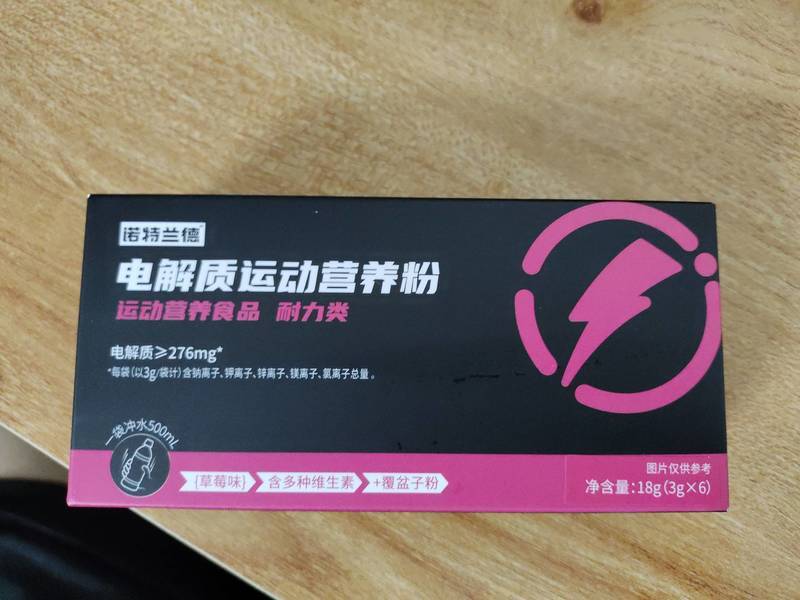 诺特兰德
电解质运动营养粉
运动营养食品 耐力类
电解质≥276mg*
*每袋(以3g/袋计)含钠离子、钾离子、锌离子、镁离子、氯离子总量。
一袋冲水500mL
{草莓味} 含多种维生素 +覆盆子粉
图片仅供参考
净含量:18g(3g×6)